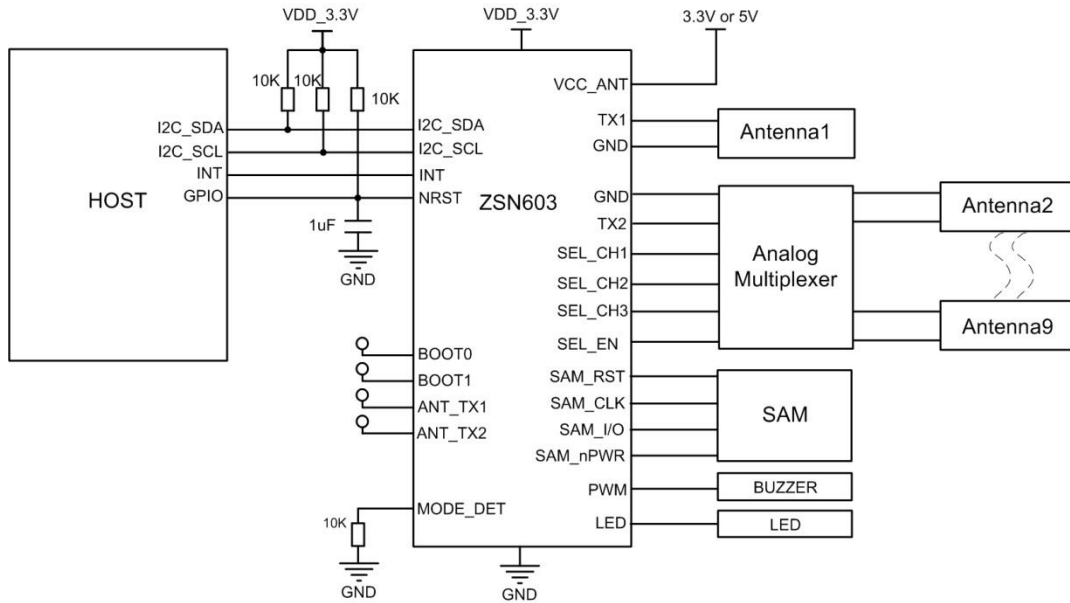 VDD_3.3V
VDD_3.3V
3.3V or 5V
10K
10K
10K
HOST
I2C_SDA
I2C_SCL
INT
GPIO
1uF
GND
ZSN603
I2C_SDA
I2C_SCL
INT
NRST
BOOT0
BOOT1
ANT_TX1
ANT_TX2
MODE_DET
10K
GND
GND
VCC_ANT
TX1
GND
GND
TX2
SEL_CH1
SEL_CH2
SEL_CH3
SEL_EN
SAM_RST
SAM_CLK
SAM_I/O
SAM_nPWR
PWM
LED
Antenna1
Analog
Multiplexer
Antenna2
Antenna9
SAM
BUZZER
LED